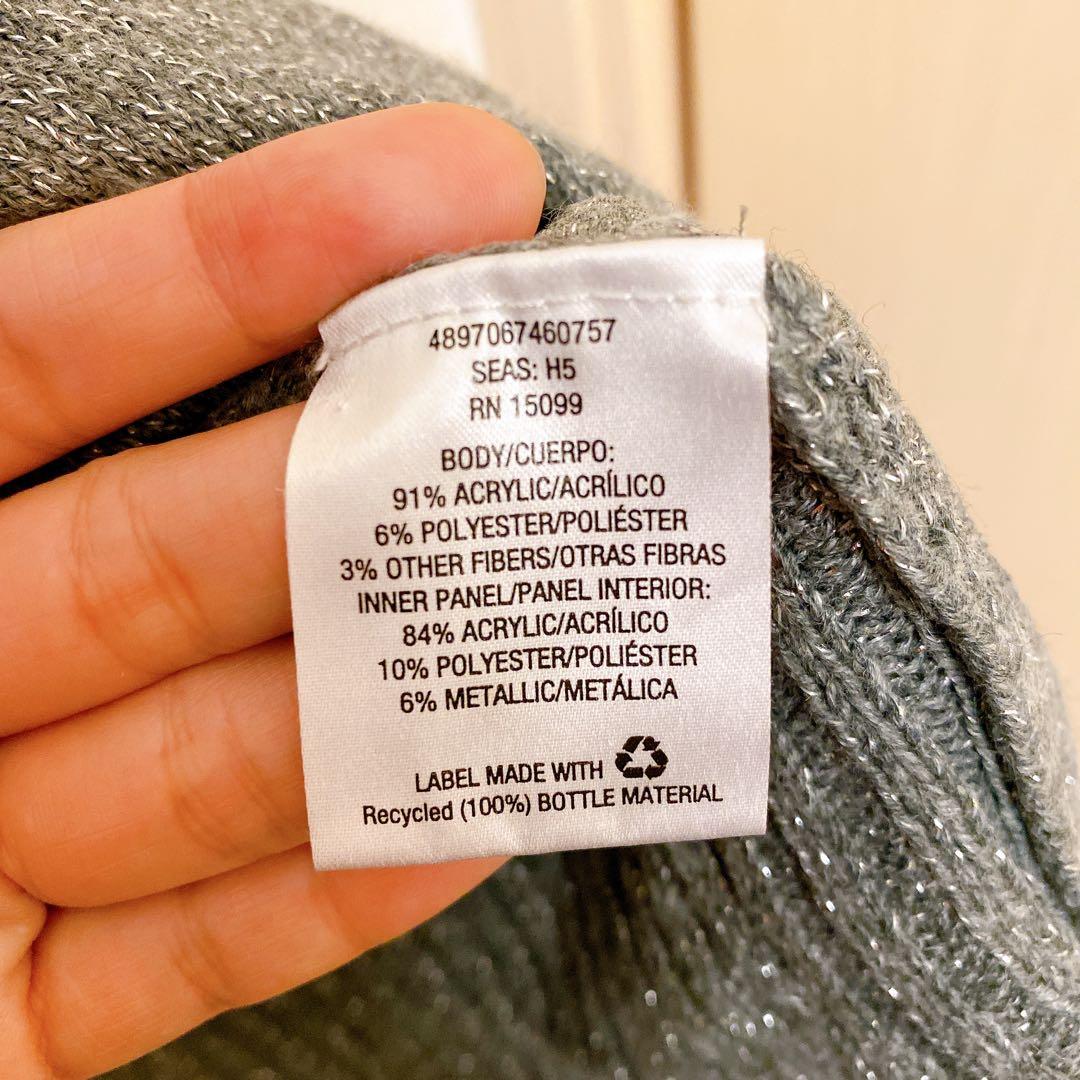 4897067460757
SEAS: H5
RN 15099
BODY/CUERPO:
91% ACRYLIC/ACRÍLICO
6% POLYESTER/POLIÉSTER
3% OTHER FIBERS/OTRAS FIBRAS
INNER PANEL/PANEL INTERIOR:
84% ACRYLIC/ACRÍLICO
10% POLYESTER/POLIÉSTER
6% METALLIC/METÁLICA
LABEL MADE WITH
Recycled (100%) BOTTLE MATERIAL